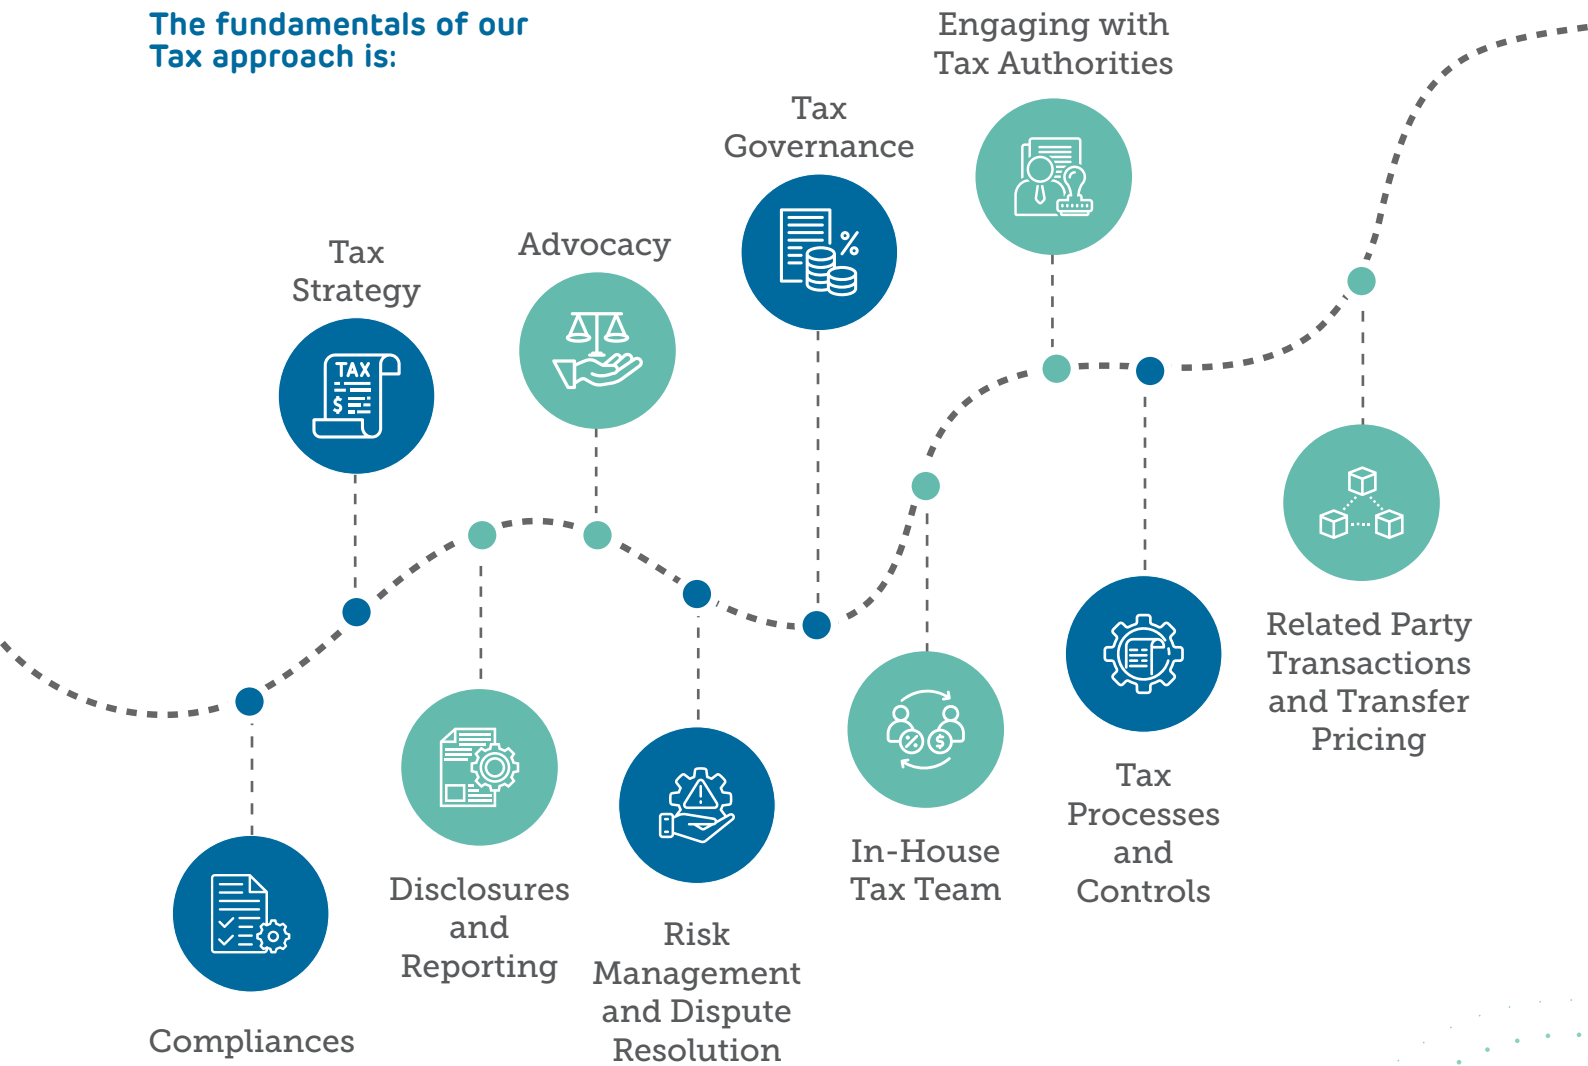 The fundamentals of our
Tax approach is:
Engaging with
Tax Authorities
Tax
Governance
Advocacy
Tax
Strategy
TAX
$
%
% $
Related Party
Transactions
and Transfer
Pricing
Tax
Processes
and
Controls
In-House
Tax Team
Disclosures
and
Reporting
Risk
Management
and Dispute
Resolution
Compliances